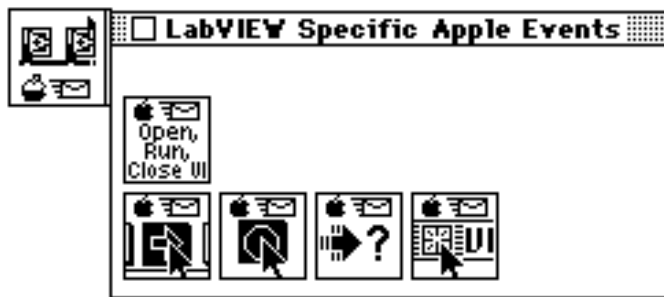 LabVIEW Specific Apple Events
Open,
Run,
Close VI
? VI